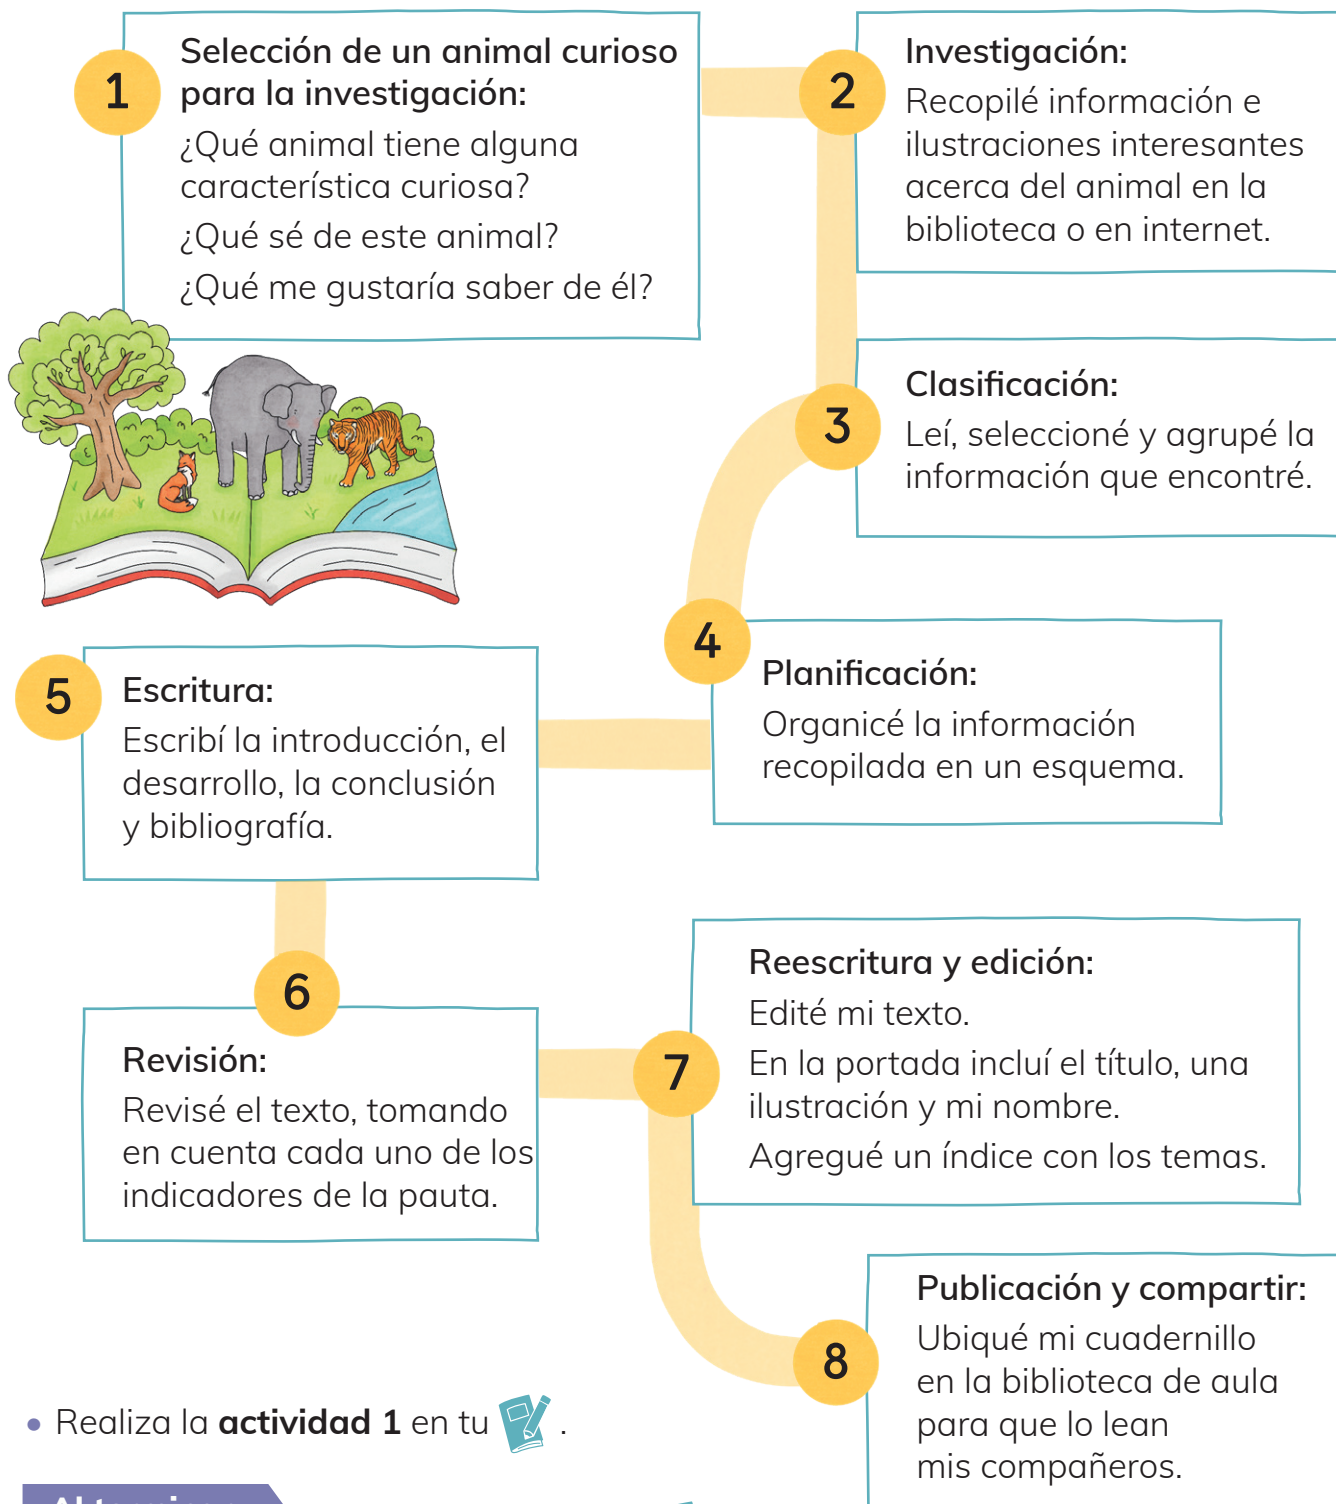 1
Selección de un animal curioso
para la investigación:
¿Qué animal tiene alguna
característica curiosa?
¿Qué sé de este animal?
¿Qué me gustaría saber de él?
2
Investigación:
Recopilé información e
ilustraciones interesantes
acerca del animal en la
biblioteca o en internet.
3
Clasificación:
Leí, seleccioné y agrupé la
información que encontré.
4
Planificación:
Organicé la información
recopilada en un esquema.
5
Escritura:
Escribí la introducción, el
desarrollo, la conclusión
y bibliografía.
6
Revisión:
Revisé el texto, tomando
en cuenta cada uno de los
indicadores de la pauta.
7
Reescritura y edición:
Edité mi texto.
En la portada incluí el título, una
ilustración y mi nombre.
Agregué un índice con los temas.
8
Publicación y compartir:
Ubiqué mi cuadernillo
en la biblioteca de aula
para que lo lean
mis compañeros.
• Realiza la actividad 1 en tu .